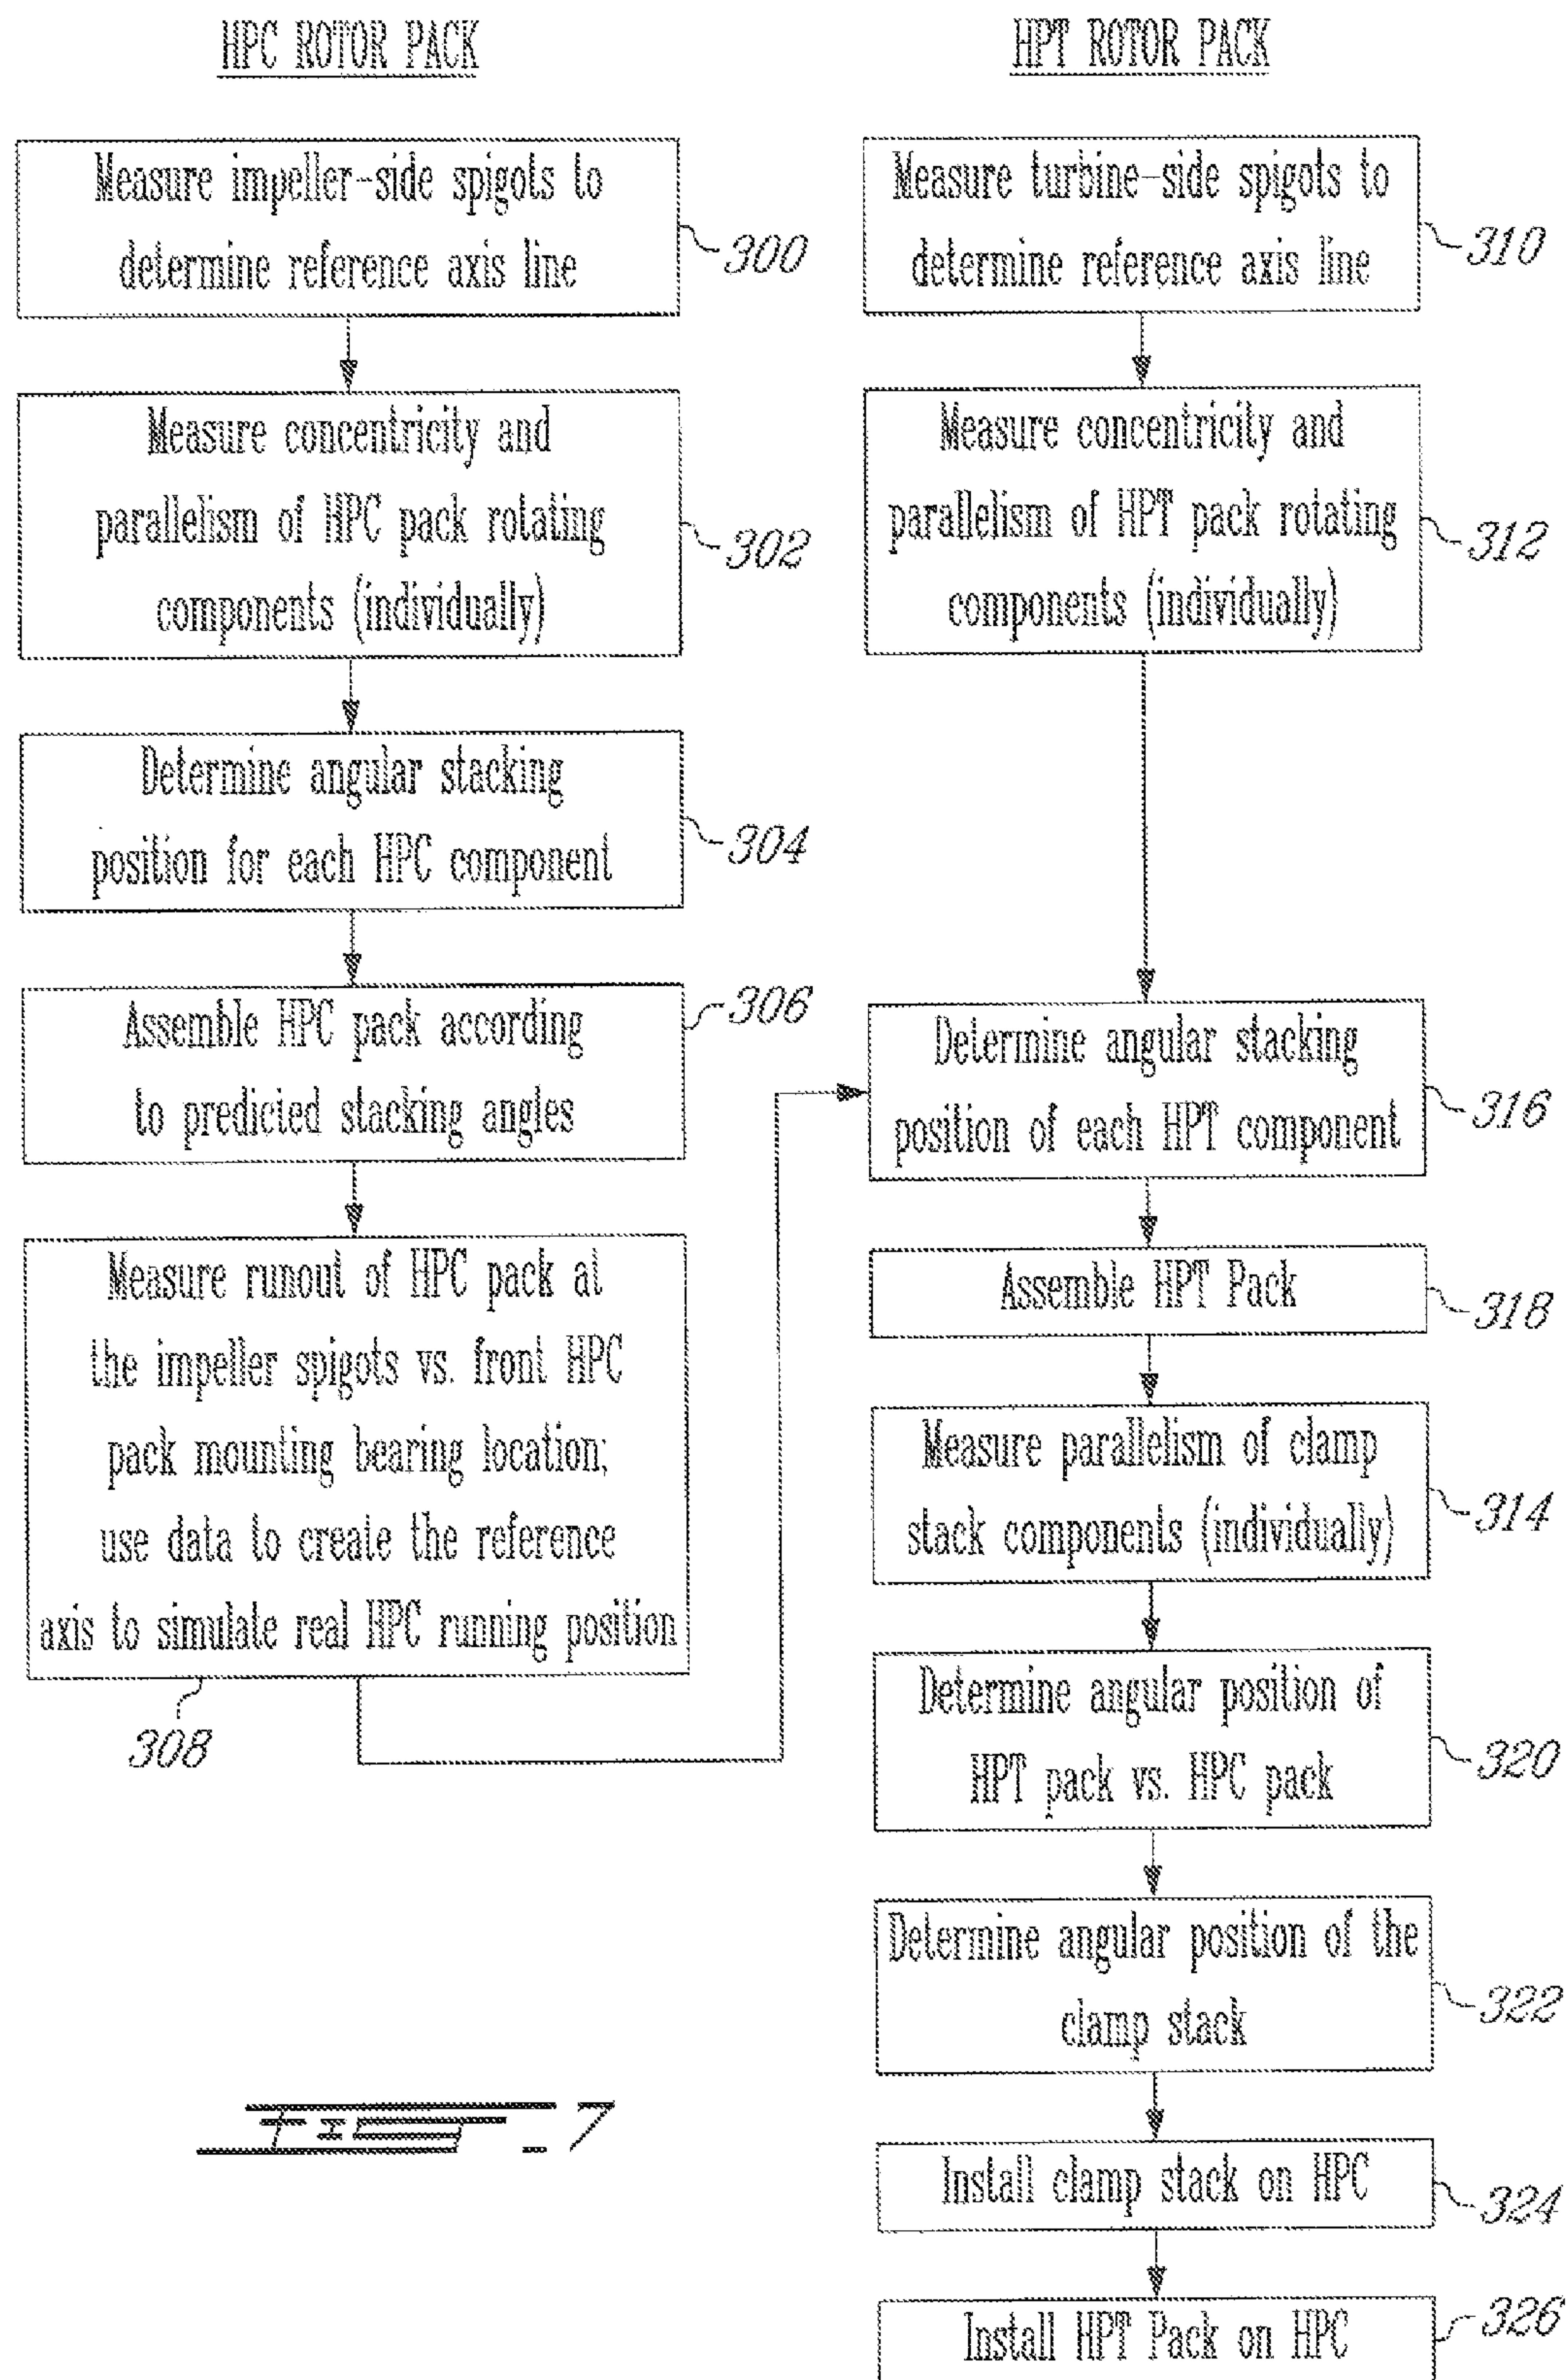 HPC ROTOR PACK
Measure impeller-side spigots to
determine reference axis line
300
Measure concentricity and
parallelism of HPC pack rotating
components (individually)
302
Determine angular stacking
position for each HPC component
304
Assemble HPC pack according
to predicted stacking angles
306
Measure runout of HPC pack at
the impeller spigots vs. front HPC
pack mounting bearing location;
use data to create the reference
axis to simulate real HPC running position
308
HPT ROTOR PACK
Measure turbine-side spigots to
determine reference axis line
310
Measure concentricity and
parallelism of HPT pack rotating
components (individually)
312
Determine angular stacking
position of each HPT component
316
Assemble HPT Pack
318
Measure parallelism of clamp
stack components (individually)
314
Determine angular position of
HPT pack vs. HPC pack
320
Determine angular position of the
clamp stack
322
Install clamp stack on HPC
324
Install HPT Pack on HPC
326
FIG. 7